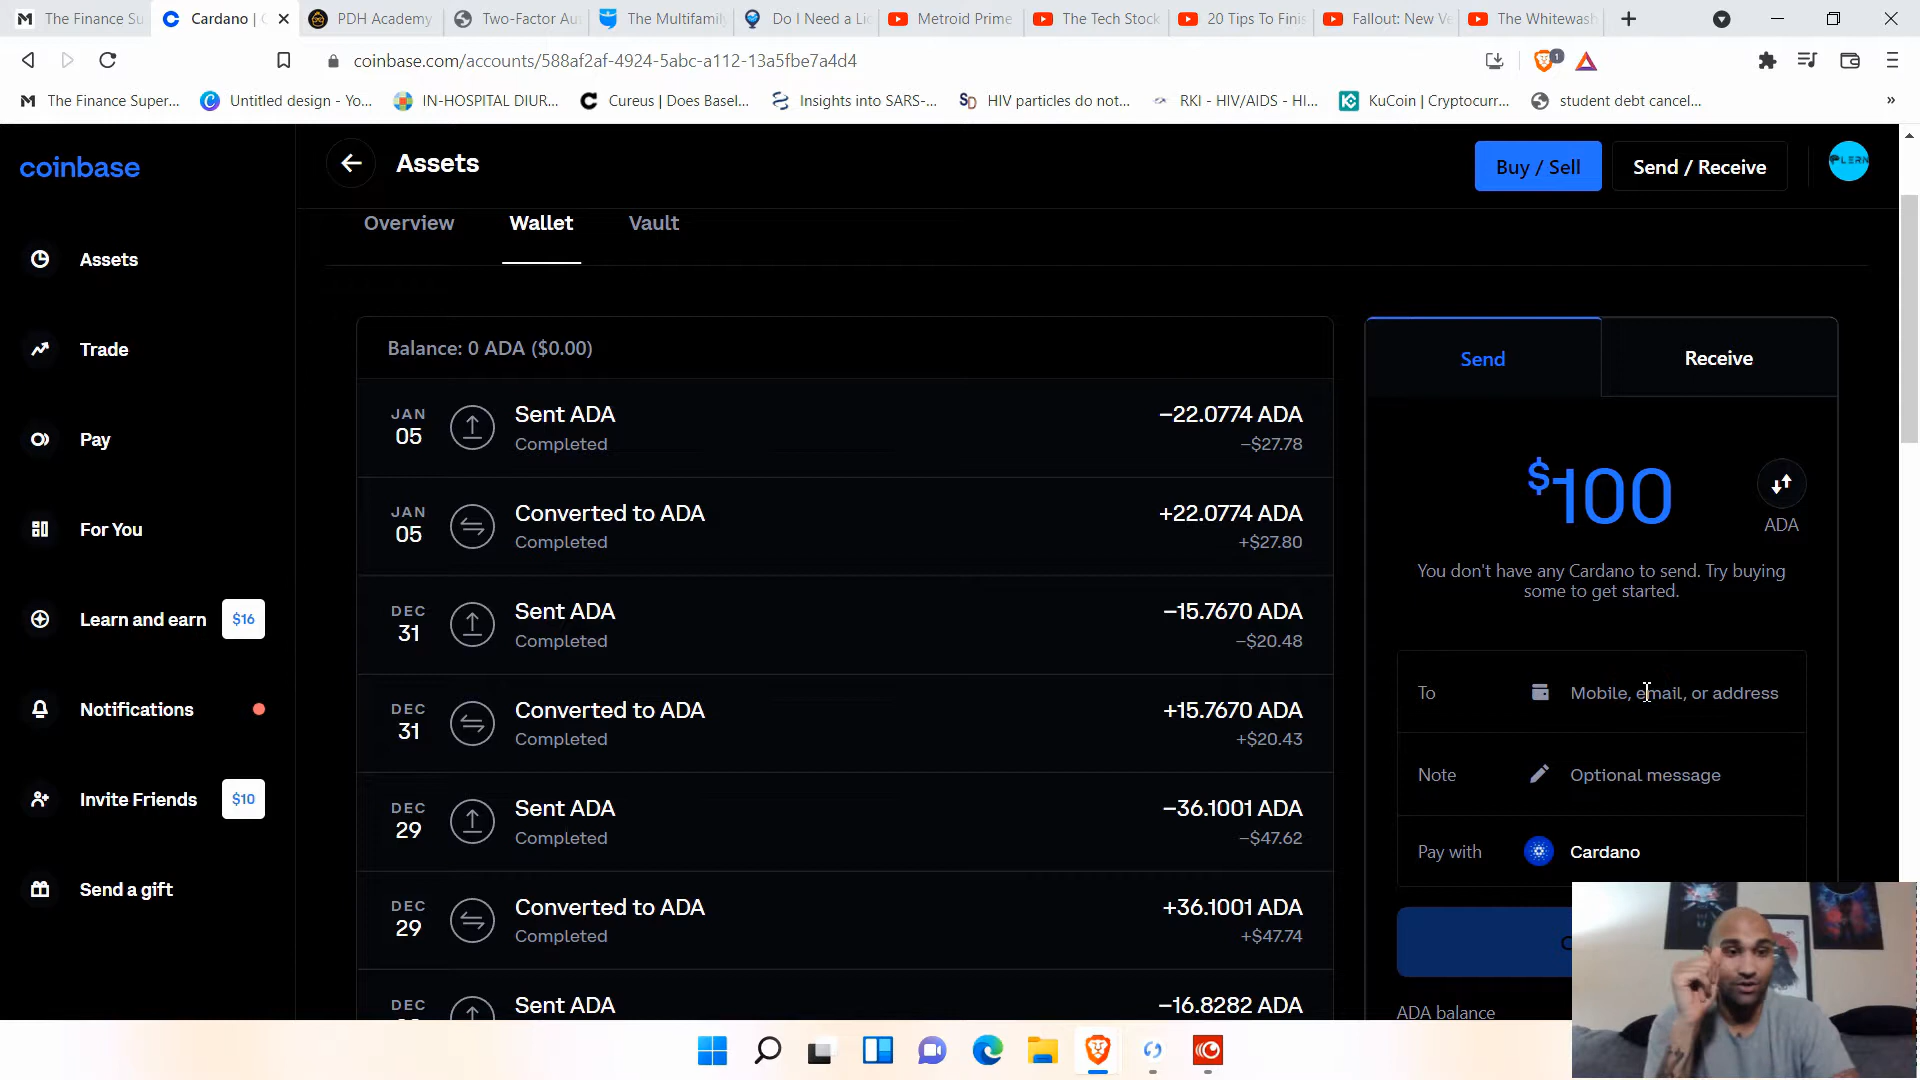 The Finance Su
Cardano |
PDH Academy
Two-Factor Au
The Multifamily
Do I Need a Lic
Metroid Prime
The Tech Stock
20 Tips To Finis
Fallout: New Ve
The Whitewash
coinbase.com/accounts/588af2af-4924-5abc-a112-13a5fbe7a4d4
1
The Finance Super...
Untitled design - Yo...
IN-HOSPITAL DIUR...
Cureus | Does Basel...
Insights into SARS-...
HIV particles do not...
RKI - HIV/AIDS - HI...
KuCoin | Cryptocurr...
student debt cancel...
»
coinbase
Assets
Buy / Sell
Send / Receive
LERN
Overview
Wallet
Vault
Assets
Trade
Pay
For You
Learn and earn
$16
Notifications
Invite Friends
$10
Send a gift
Balance: 0 ADA ($0.00)
JAN
05
Sent ADA
Completed
−22.0774 ADA
−$27.78
JAN
05
Converted to ADA
Completed
+22.0774 ADA
+$27.80
DEC
31
Sent ADA
Completed
−15.7670 ADA
−$20.48
DEC
31
Converted to ADA
Completed
+15.7670 ADA
+$20.43
DEC
29
Sent ADA
Completed
−36.1001 ADA
−$47.62
DEC
29
Converted to ADA
Completed
+36.1001 ADA
+$47.74
DEC
Sent ADA
−16.8282 ADA
Send
Receive
$100
ADA
You don't have any Cardano to send. Try buying
some to get started.
To
Mobile, email, or address
Note
Optional message
Pay with
Cardano
ADA balance